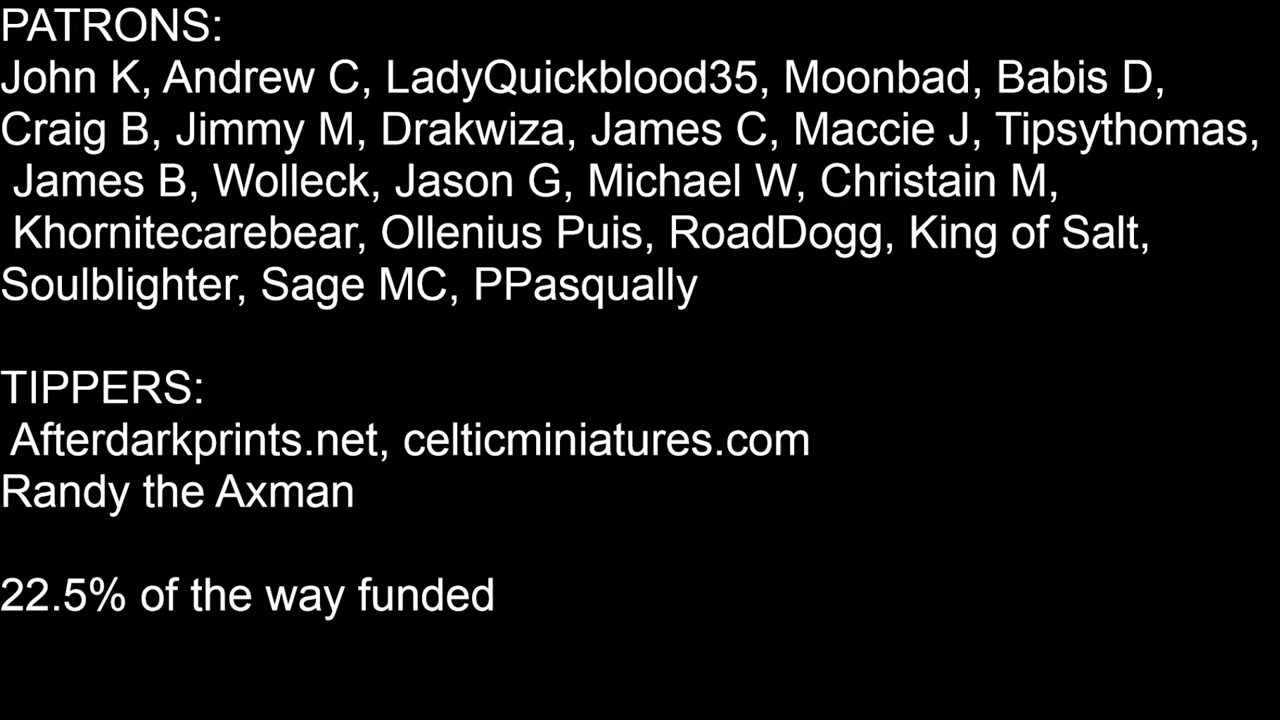 PATRONS:
John K, Andrew C, LadyQuickblood35, Moonbad, Babis D,
Craig B, Jimmy M, Drakwiza, James C, Maccie J, Tipsythomas,
James B, Wolleck, Jason G, Michael W, Christain M,
Khornitecarebear, Ollenius Puis, RoadDogg, King of Salt,
Soulblighter, Sage MC, PPasqually
TIPPERS:
Afterdarkprints.net, celticminiatures.com
Randy the Axman
22.5% of the way funded